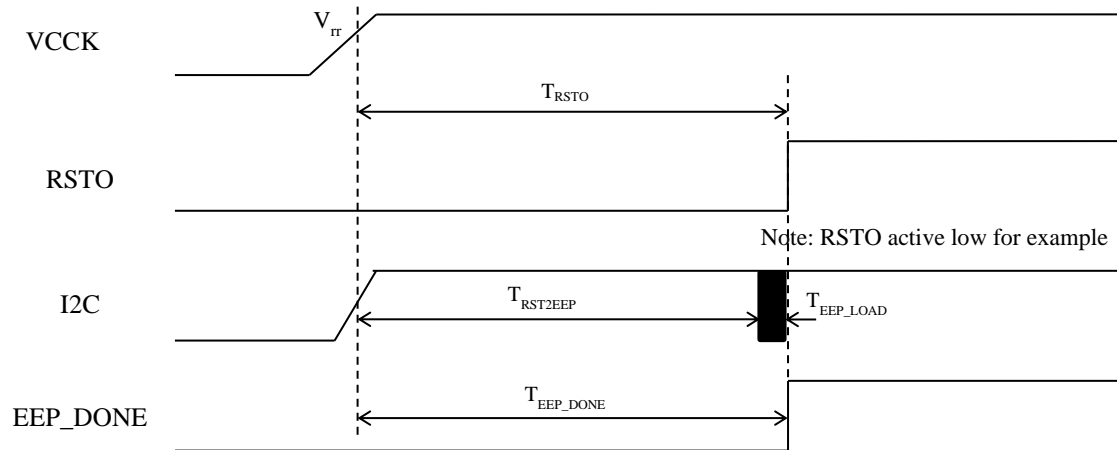 V_rr
VCCK
T_RSTO
RSTO
Note: RSTO active low for example
I2C
T_RST2EEP
T_EEP_LOAD
T_EEP_DONE
EEP_DONE